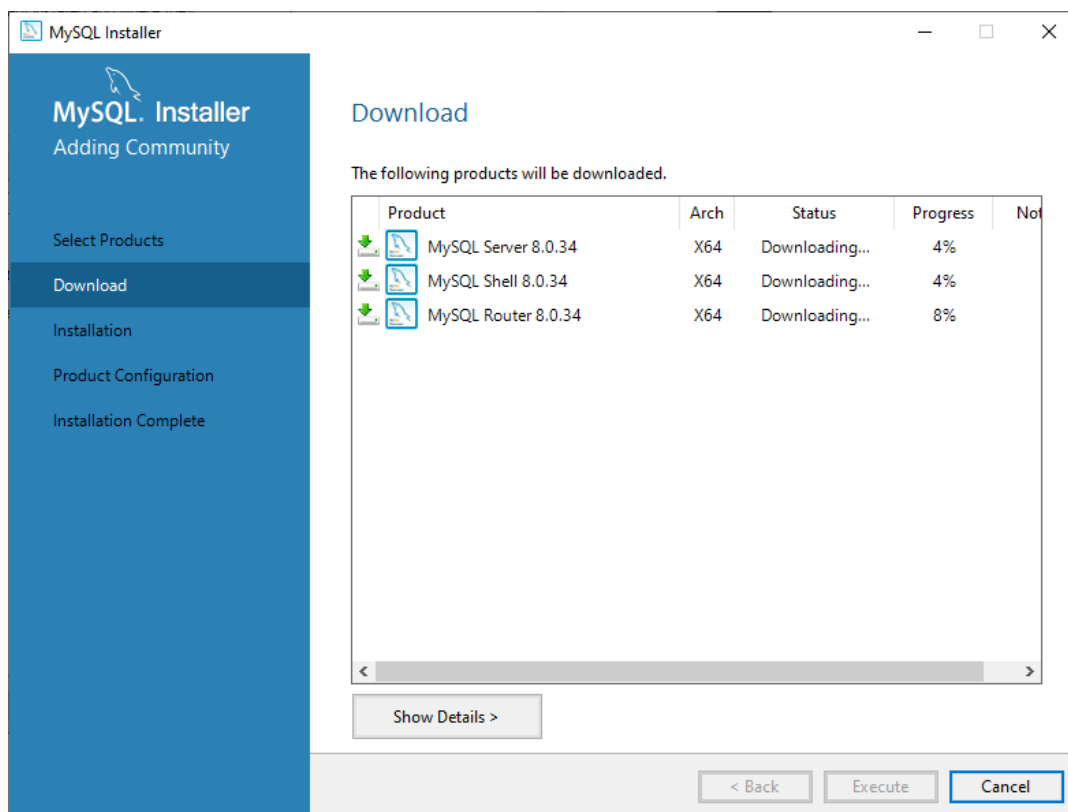 MySQL Installer
MySQL. Installer
Adding Community
Select Products
Download
Installation
Product Configuration
Installation Complete
Download
The following products will be downloaded.
Product Arch Status Progress Not
MySQL Server 8.0.34 X64 Downloading... 4%
MySQL Shell 8.0.34 X64 Downloading... 4%
MySQL Router 8.0.34 X64 Downloading... 8%
Show Details >
< Back Execute Cancel